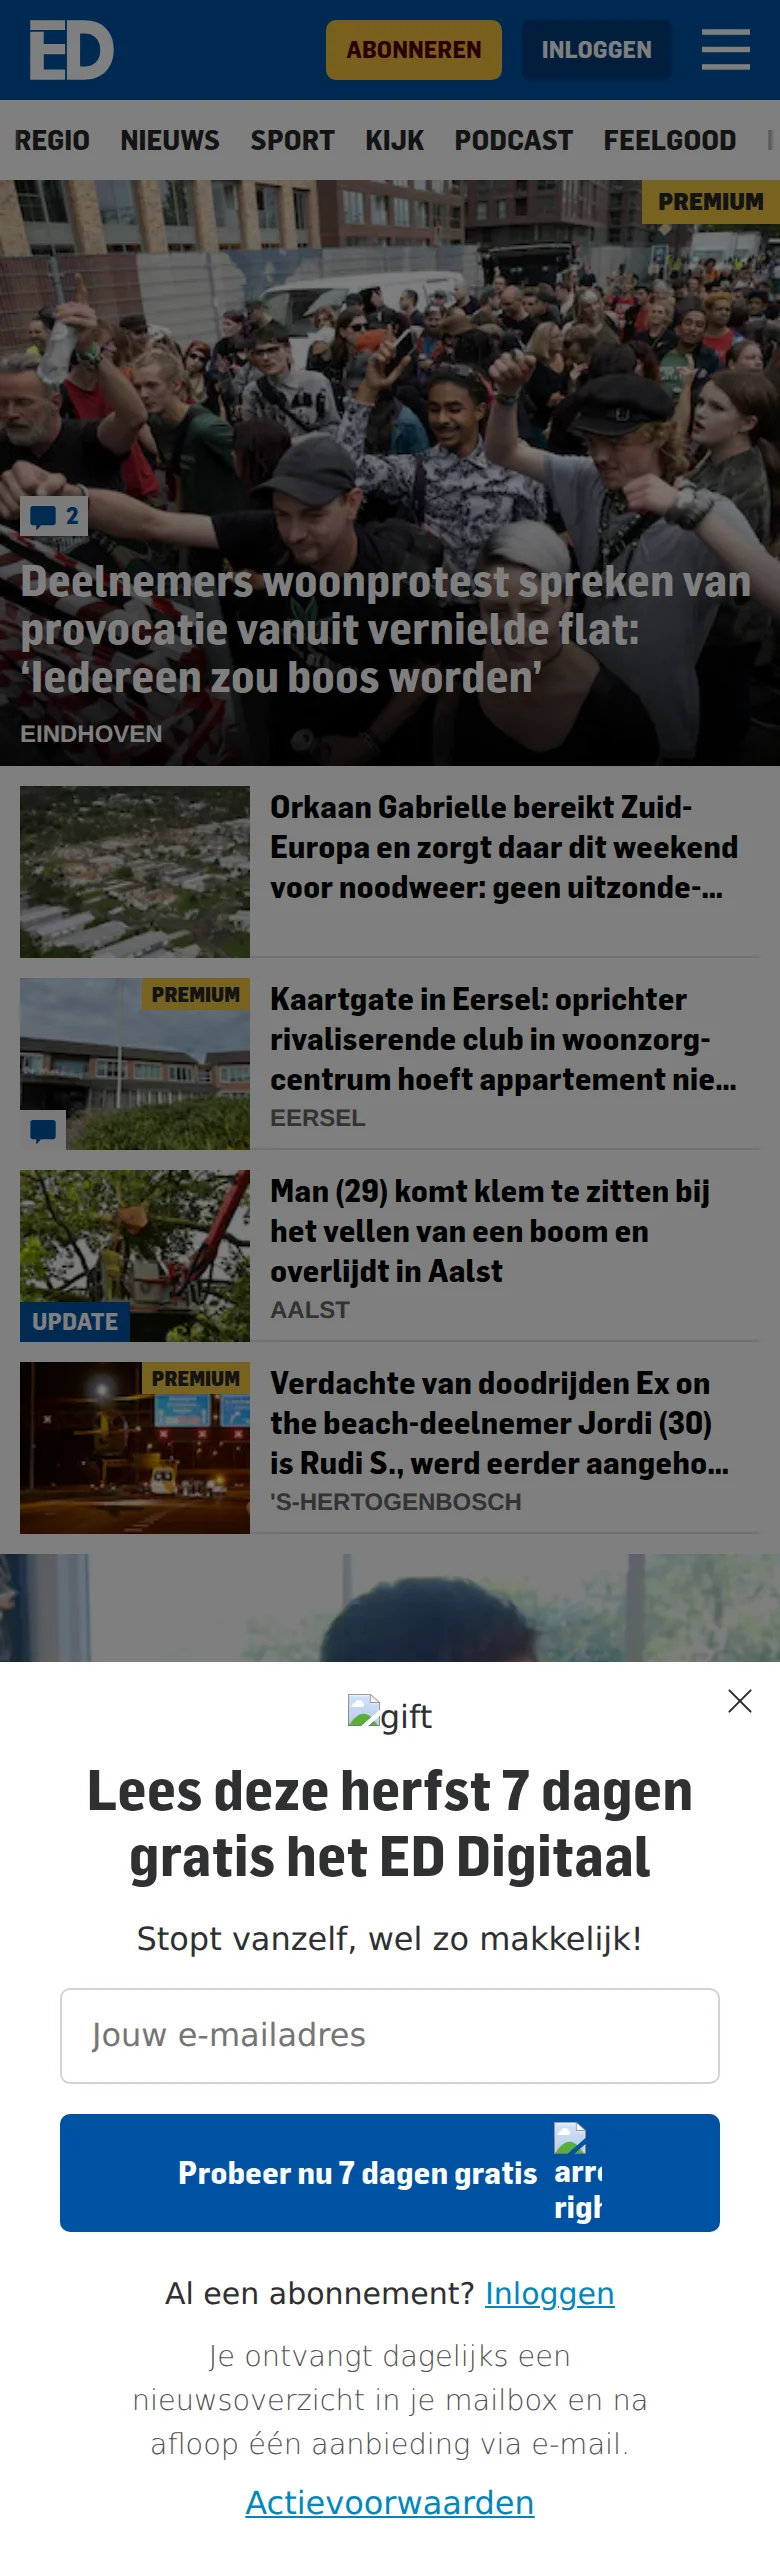 ED
ABONNEREN
INLOGGEN
REGIO NIEUWS SPORT KIJK PODCAST FEELGOOD
PREMIUM
2
Deelnemers woonprotest spreken van
provocatie vanuit vernielde flat:
‘Iedereen zou boos worden’
EINDHOVEN
Orkaan Gabrielle bereikt Zuid-
Europa en zorgt daar dit weekend
voor noodweer: geen uitzonde-...
PREMIUM
Kaartgate in Eersel: oprichter
rivaliserende club in woonzorg-
centrum hoeft appartement nie...
EERSEL
UPDATE
Man (29) komt klem te zitten bij
het vellen van een boom en
overlijdt in Aalst
AALST
PREMIUM
Verdachte van doodrijden Ex on
the beach-deelnemer Jordi (30)
is Rudi S., werd eerder aangeho...
'S-HERTOGENBOSCH
gift
Lees deze herfst 7 dagen
gratis het ED Digitaal
Stopt vanzelf, wel zo makkelijk!
Jouw e-mailadres
Probeer nu 7 dagen gratis
Al een abonnement? Inloggen
Je ontvangt dagelijks een
nieuwsoverzicht in je mailbox en na
afloop één aanbieding via e-mail.
Actievoorwaarden